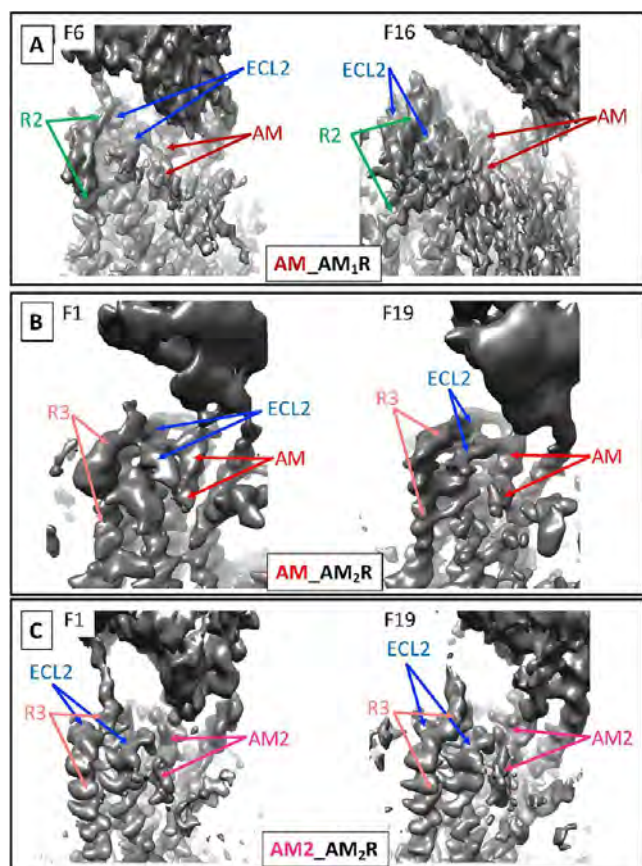 A
F6
F16
ECL2
R2
AM
ECL2
R2
AM
AM_AM₁R
B
F1
F19
R3
ECL2
AM
ECL2
R3
AM
AM_AM₂R
C
F1
F19
ECL2
R3
AM2
ECL2
R3
AM2
AM2_AM₂R